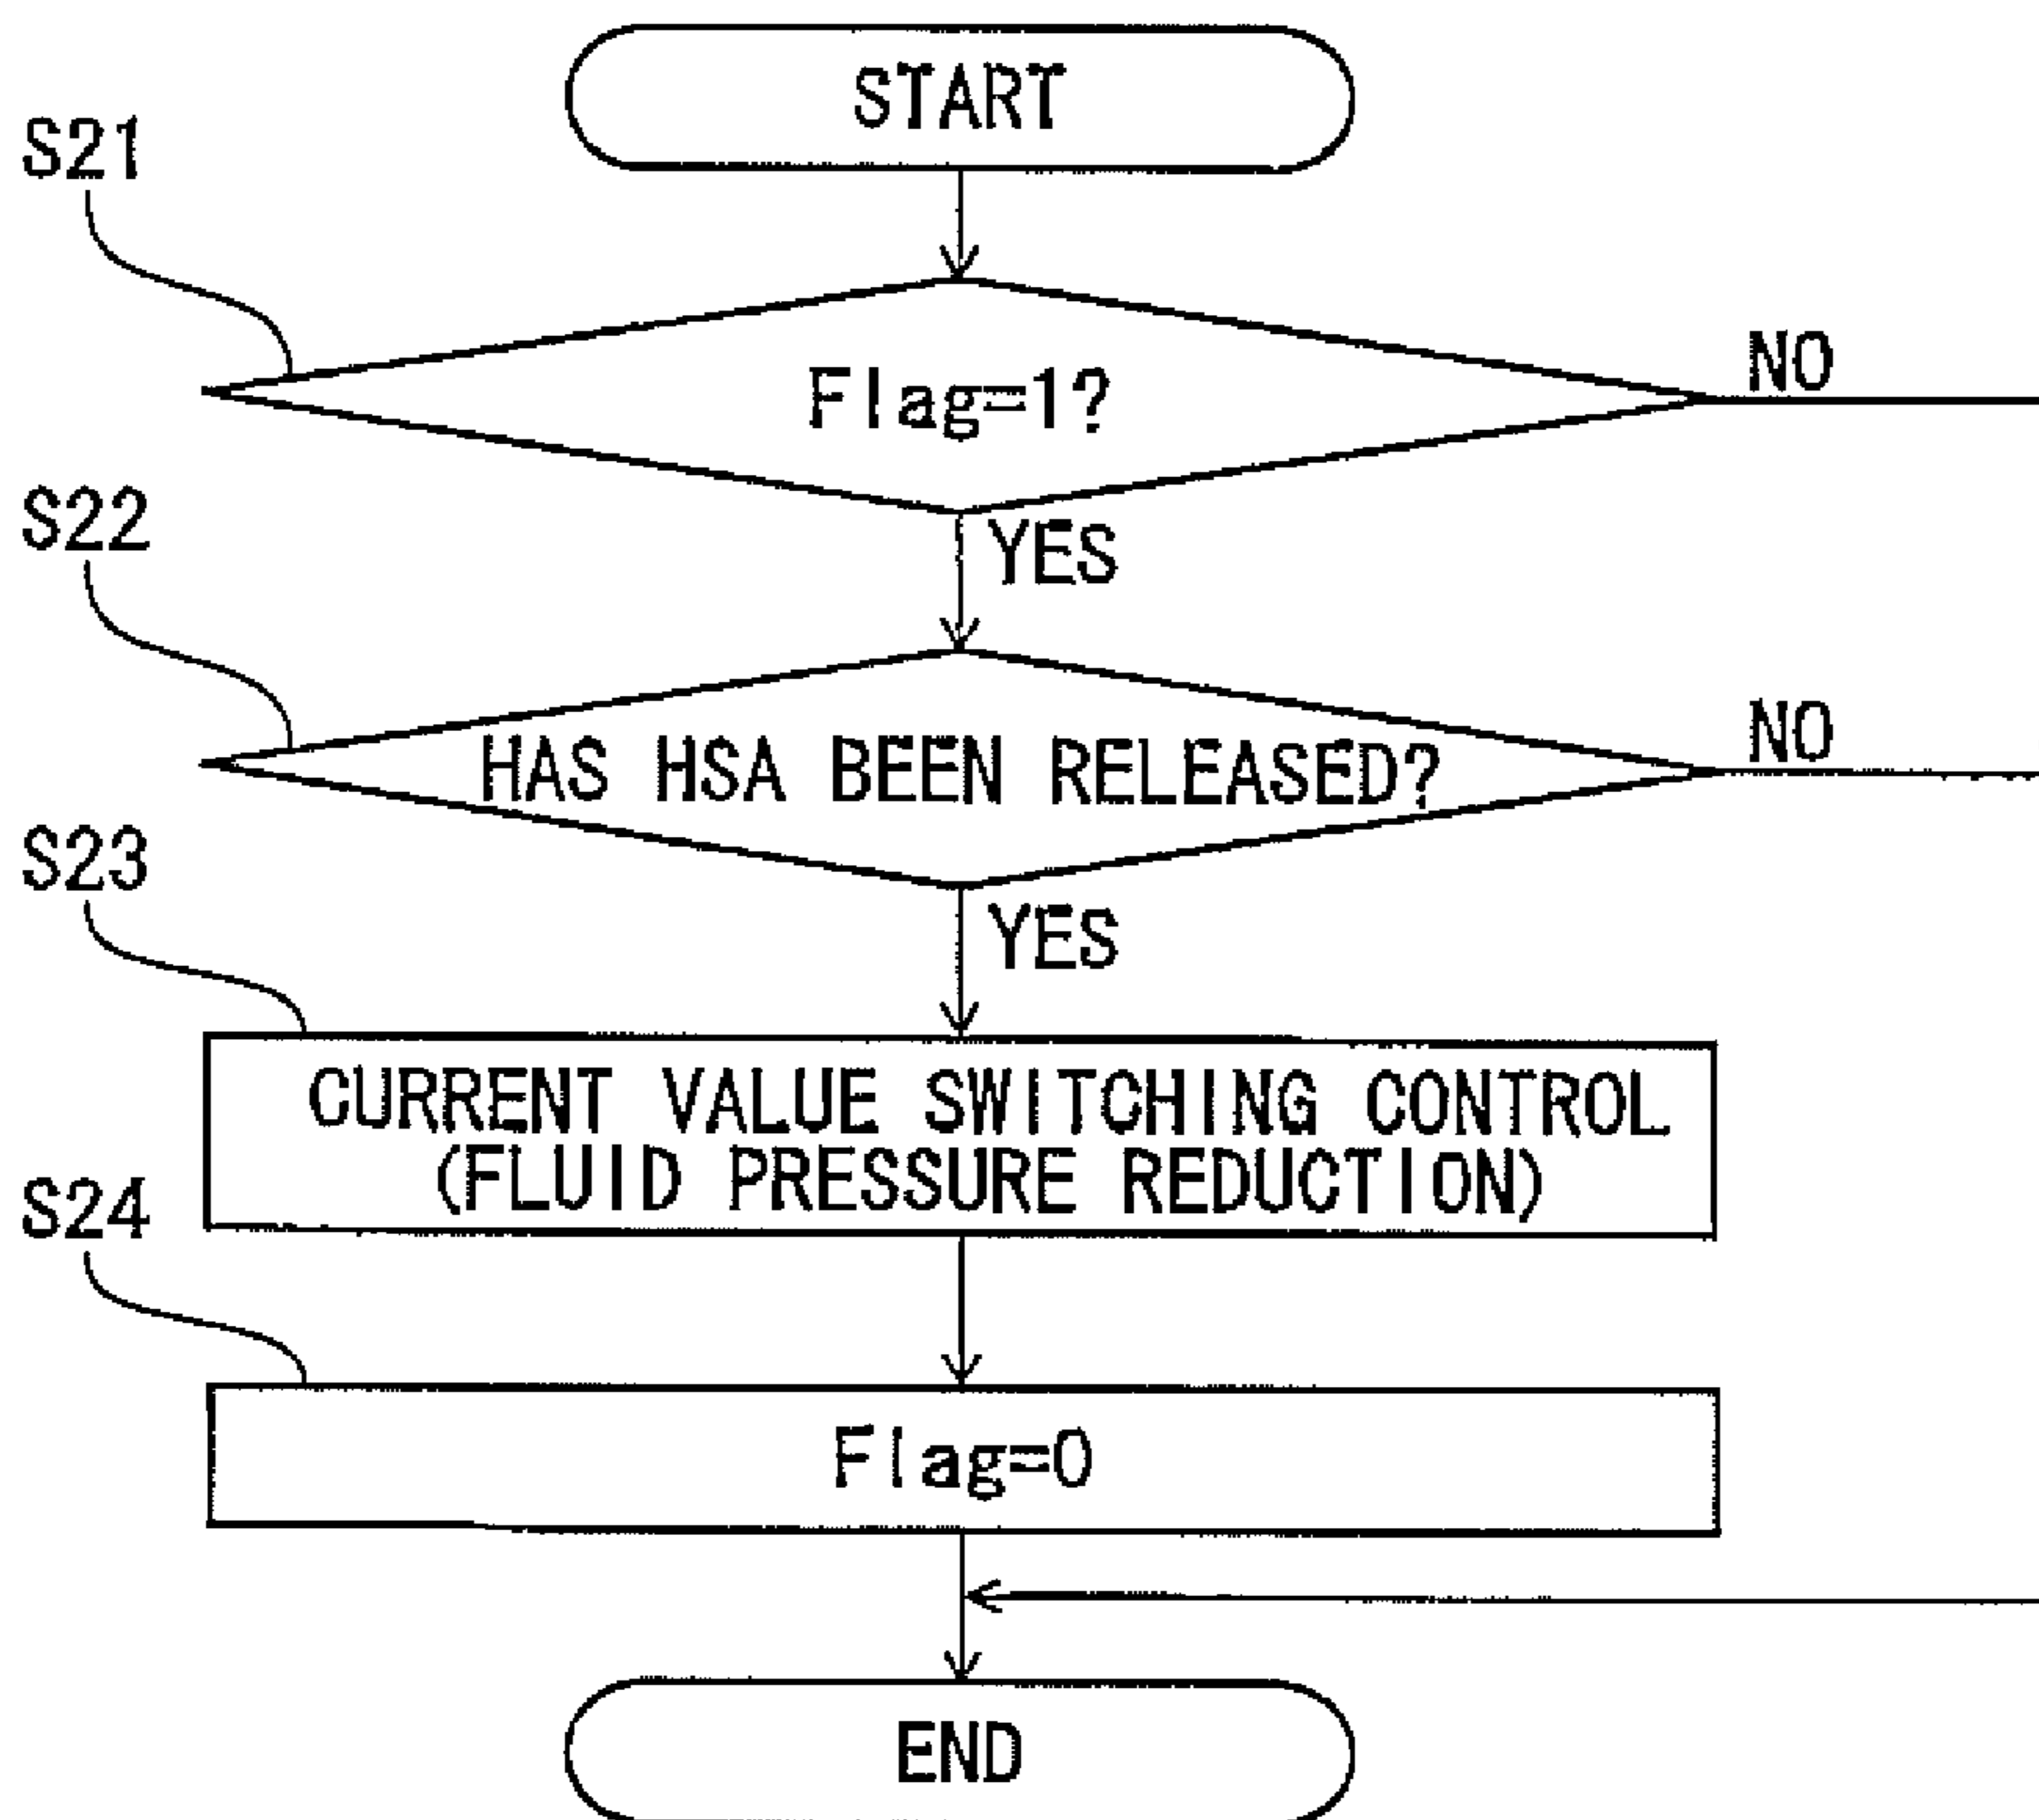 START
S21
Flag=1?
NO
YES
S22
HAS HSA BEEN RELEASED?
NO
YES
S23
CURRENT VALUE SWITCHING CONTROL
(FLUID PRESSURE REDUCTION)
S24
Flag=0
END